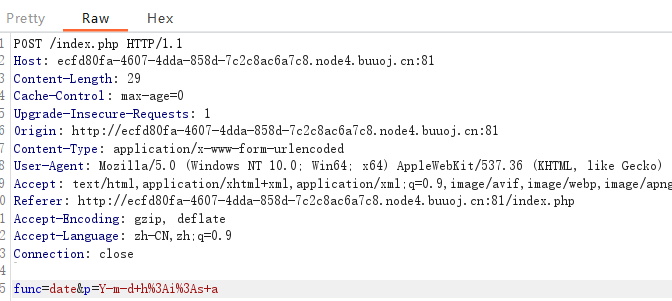 Pretty Raw Hex
1 POST /index.php HTTP/1.1
2 Host: ecfd80fa-4607-4dda-858d-7c2c8ac6a7c8.node4.buuoj.cn:81
3 Content-Length: 29
4 Cache-Control: max-age=0
5 Upgrade-Insecure-Requests: 1
6 Origin: http://ecfd80fa-4607-4dda-858d-7c2c8ac6a7c8.node4.buuoj.cn:81
7 Content-Type: application/x-www-form-urlencoded
8 User-Agent: Mozilla/5.0 (Windows NT 10.0; Win64; x64) AppleWebKit/537.36 (KHTML, like Gecko)
9 Accept: text/html,application/xhtml+xml,application/xml;q=0.9,image/avif,image/webp,image/apng
0 Referer: http://ecfd80fa-4607-4dda-858d-7c2c8ac6a7c8.node4.buuoj.cn:81/index.php
1 Accept-Encoding: gzip, deflate
2 Accept-Language: zh-CN,zh;q=0.9
3 Connection: close
4
5 func=date&p=Y-m-d+h%3Ai%3As+a